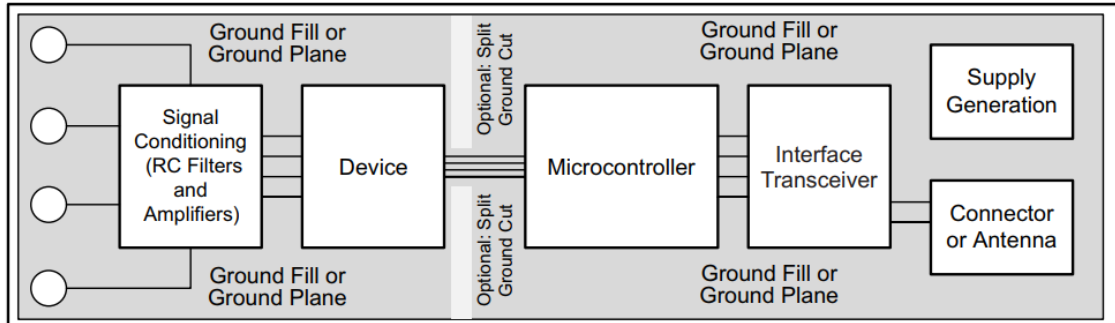 Ground Fill or
Ground Plane
Optional: Split
Ground Cut
Ground Fill or
Ground Plane
Signal
Conditioning
(RC Filters
and
Amplifiers)
Device
Microcontroller
Interface
Transceiver
Supply
Generation
Connector
or Antenna
Ground Fill or
Ground Plane
Optional: Split
Ground Cut
Ground Fill or
Ground Plane